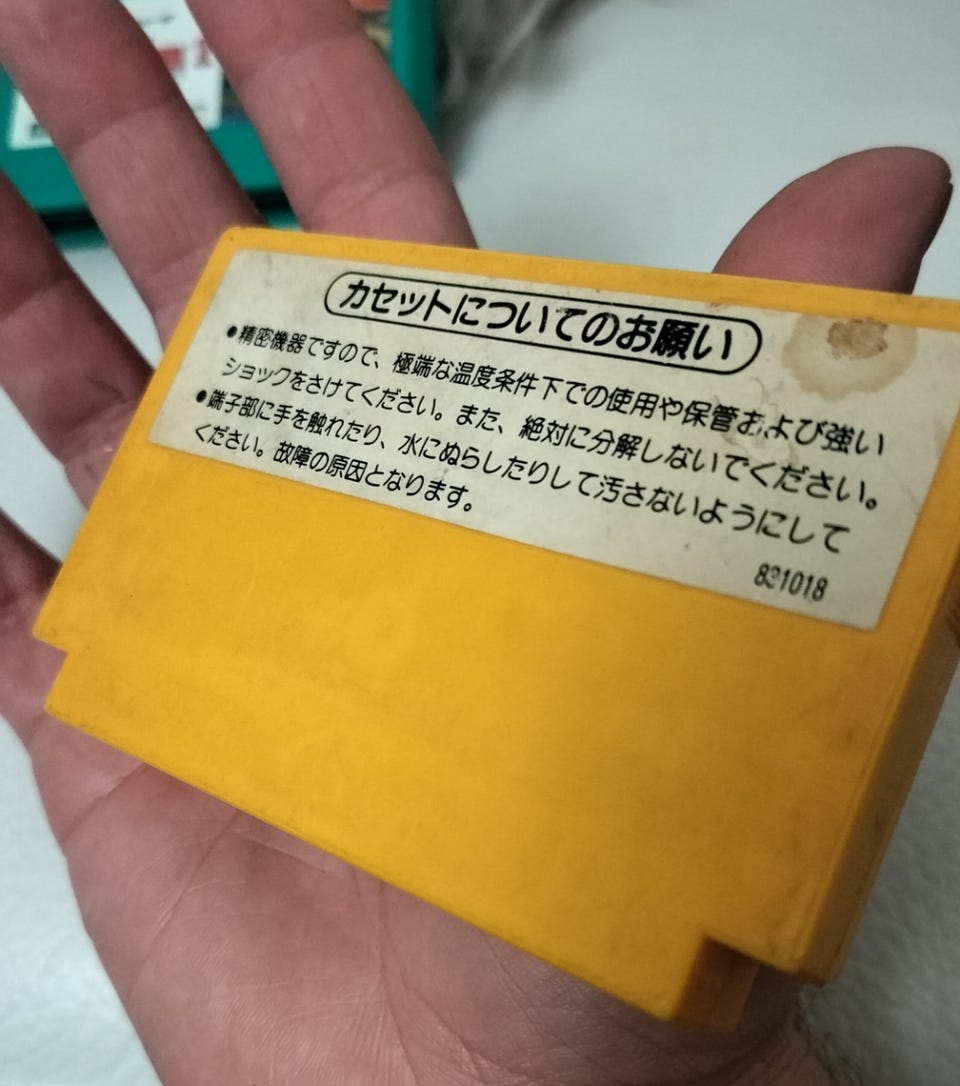 カセットについてのお願い
●精密機器ですので、極端な温度条件下での使用や保管および強い
ショックをさけてください。また、絶対に分解しないでください。
●端子部に手を触れたり、水にぬらしたりして汚さないようにして
ください。故障の原因となります。